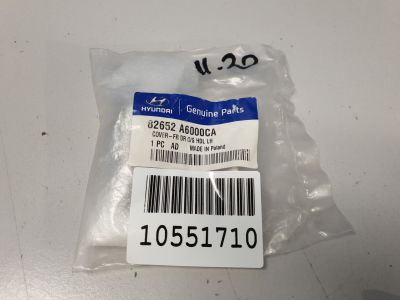 11.20
HYUNDAI
Genuine Parts
82652 A6000CA
COVER-FR DR O/S HDL LH
1 PC AD MADE IN Poland
10551710